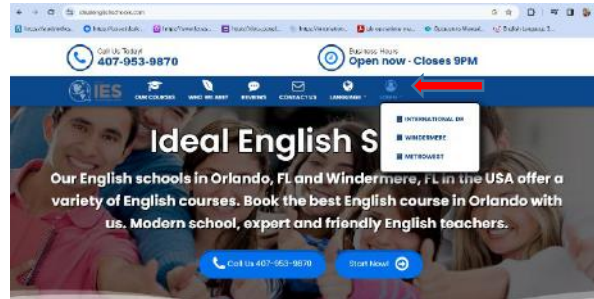 Call Us Today!
407-953-9870
Business Hours
Open now - Closes 9PM
IES
OUR COURSES
WHO WE ARE?
REVIEWS
CONTACT US
LANGUAGE
INTERNATIONAL DR
WINDERMERE
METROWEST
Ideal English S
Our English schools in Orlando, FL and Windermere, FL in the USA offer a
variety of English courses. Book the best English course in Orlando with
us. Modern school, expert and friendly English teachers.
Call Us 407-953-9870
Start Now!